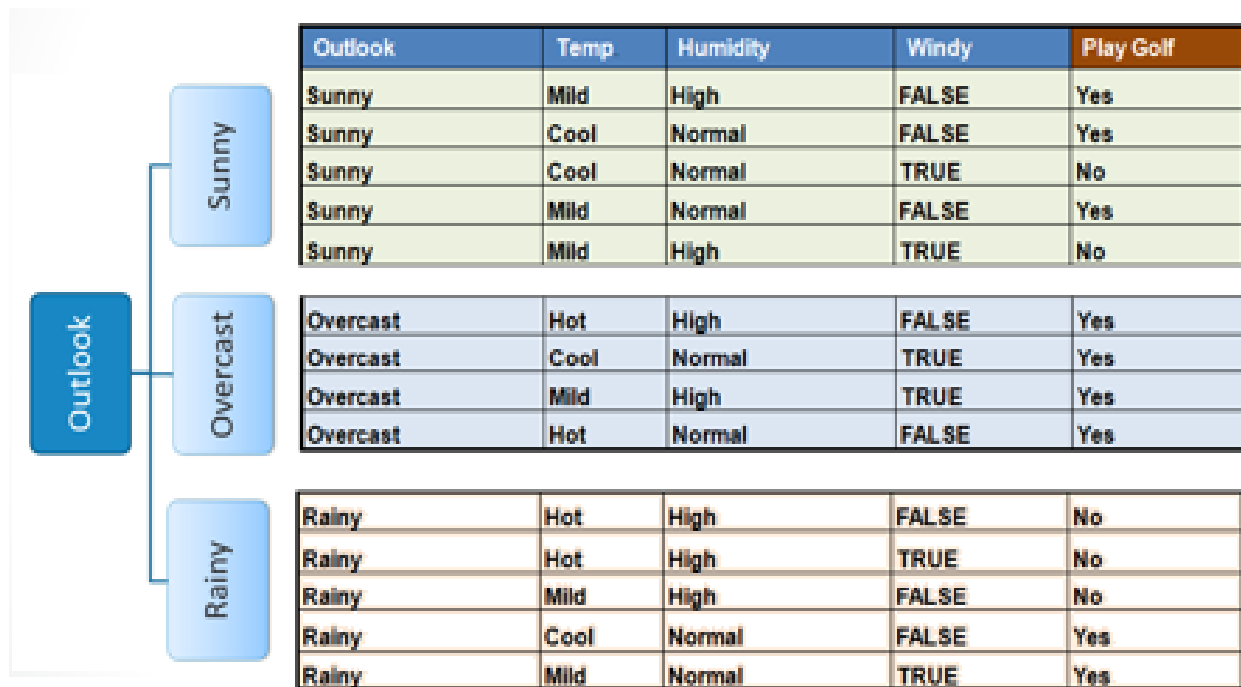 Outlook Temp. Humidity Windy Play Golf
Sunny Mild High FALSE Yes
Sunny Cool Normal FALSE Yes
Sunny Cool Normal TRUE No
Sunny Mild Normal FALSE Yes
Sunny Mild High TRUE No
Sunny
Overcast Hot High FALSE Yes
Overcast Cool Normal TRUE Yes
Overcast Mild High TRUE Yes
Overcast Hot Normal FALSE Yes
Outlook
Overcast
Rainy Hot High FALSE No
Rainy Hot High TRUE No
Rainy Mild High FALSE No
Rainy Cool Normal FALSE Yes
Rainy Mild Normal TRUE Yes
Rainy